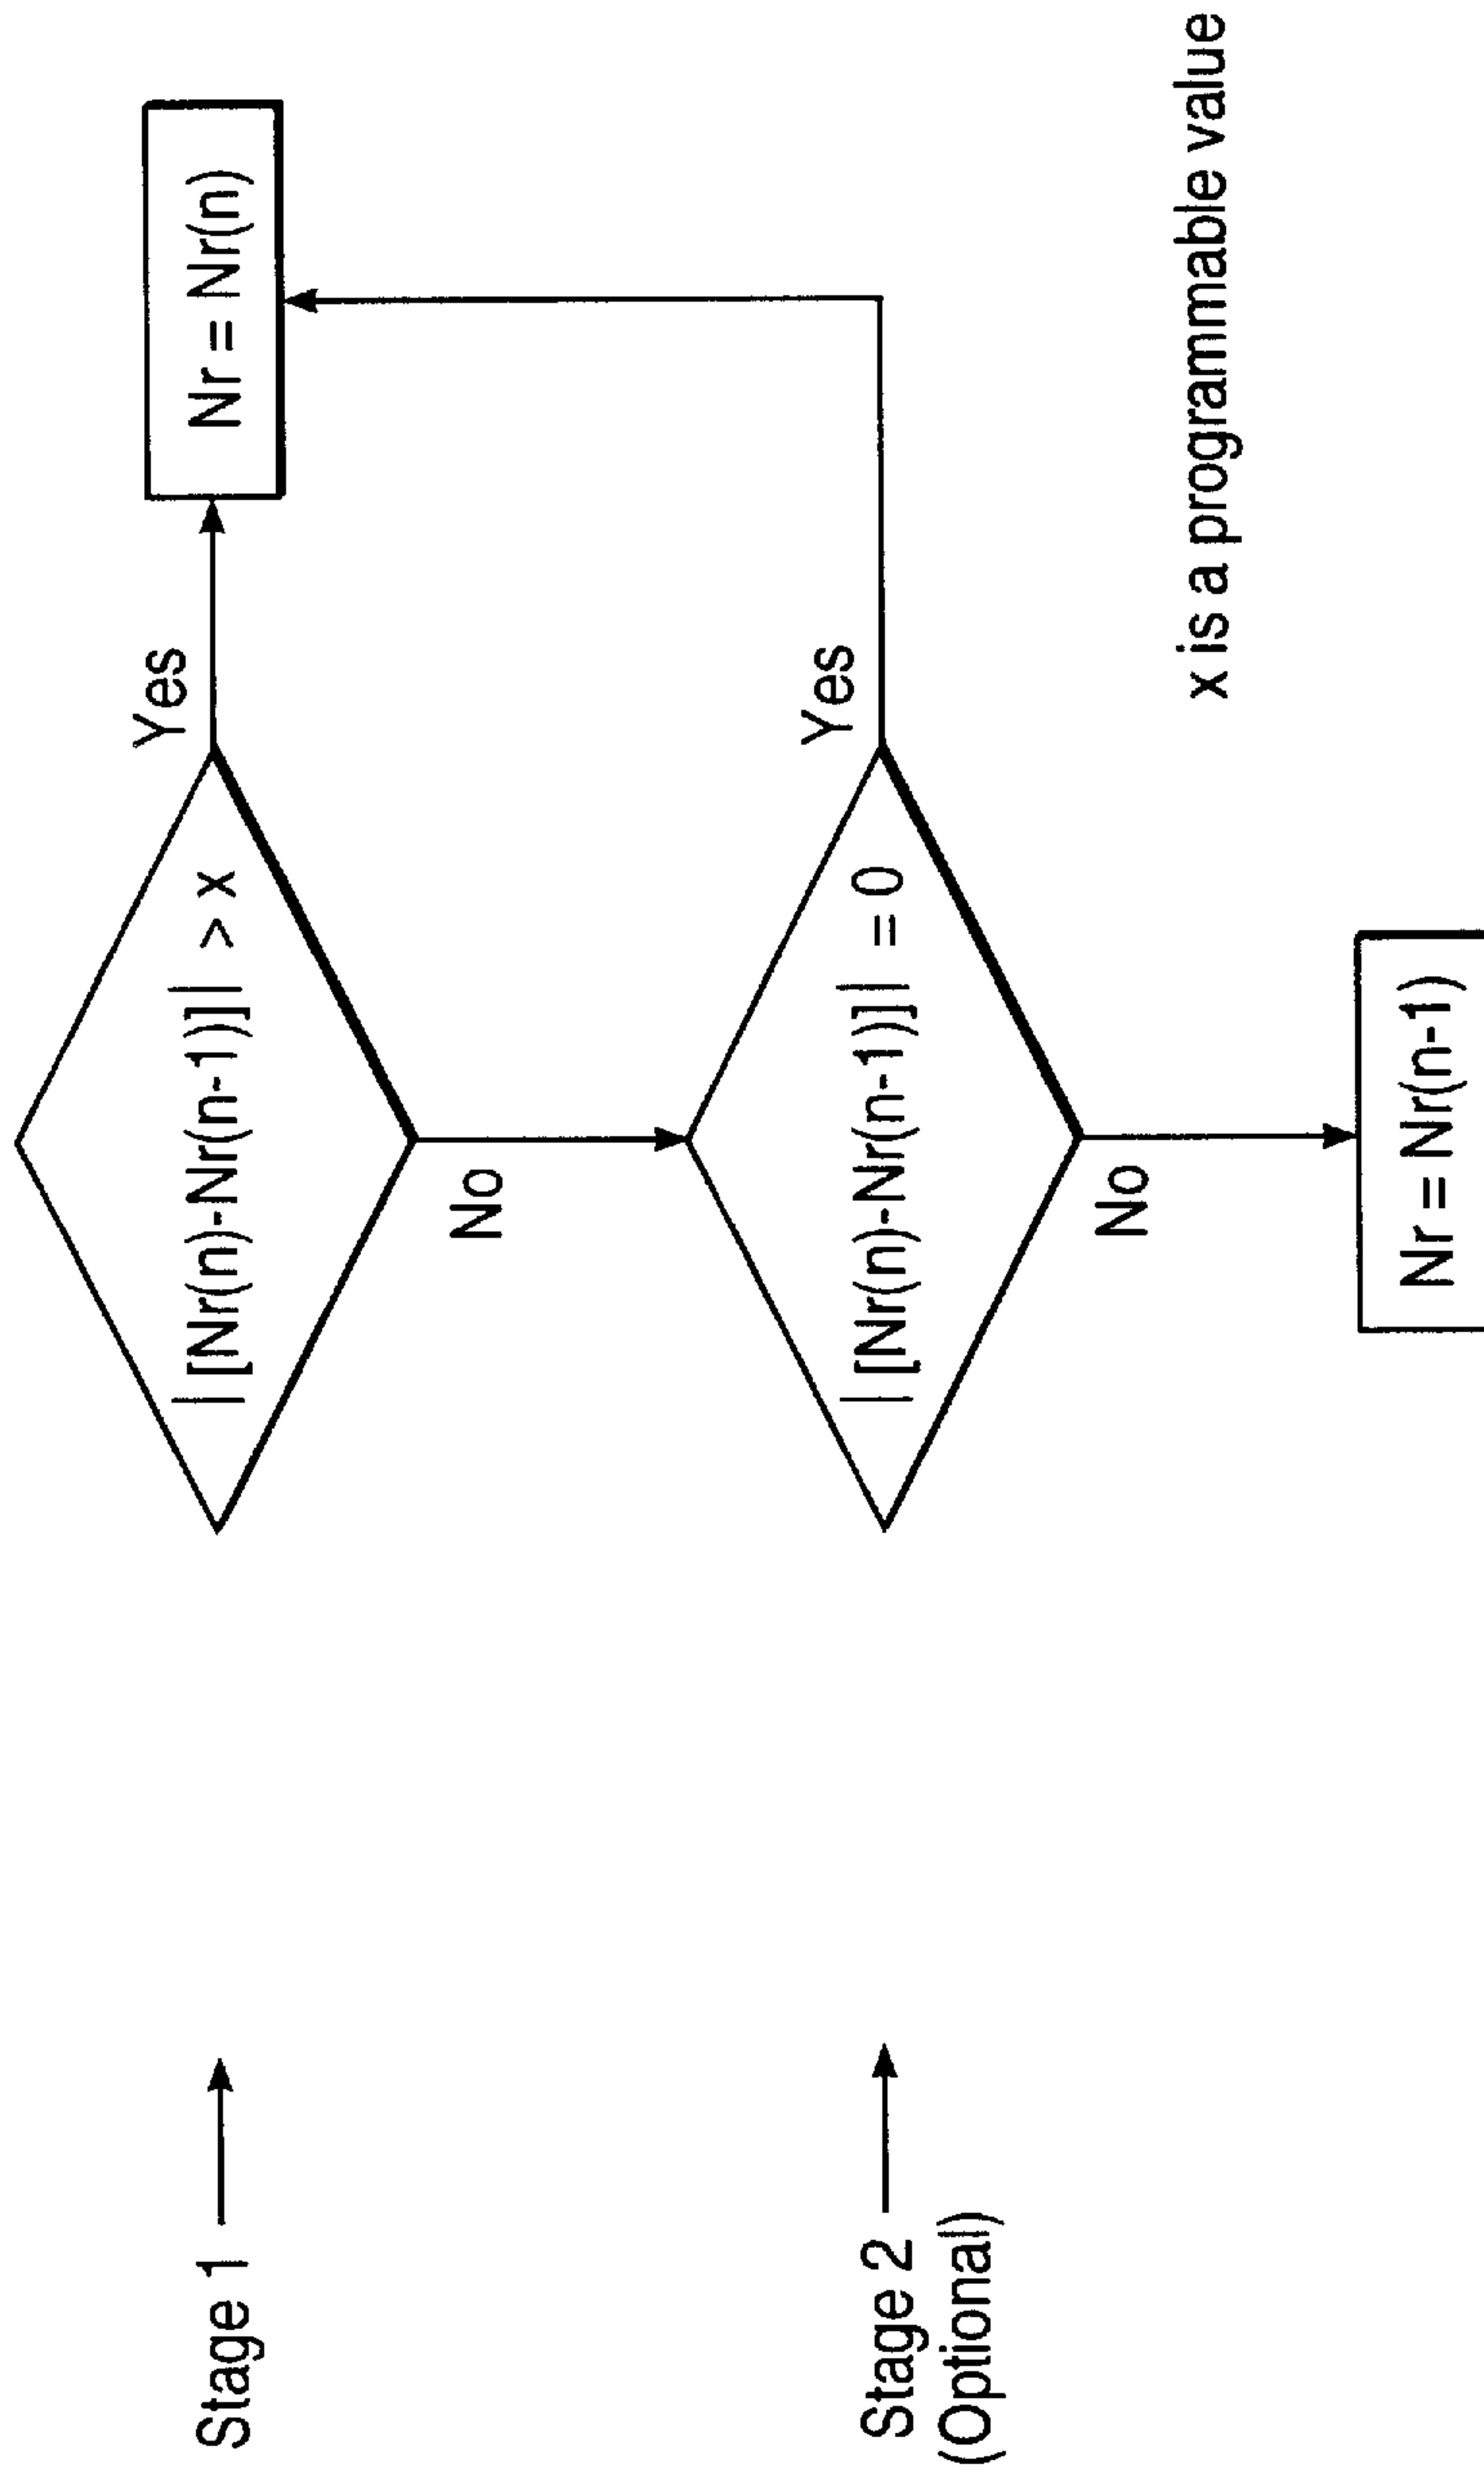 Stage 1
| [Nr(n)-Nr(n-1)]| > x
Yes
Nr = Nr(n)
No
Stage 2
(Optional)
| [Nr(n)-Nr(n-1)]| = 0
Yes
No
x is a programmable value
Nr = Nr(n-1)